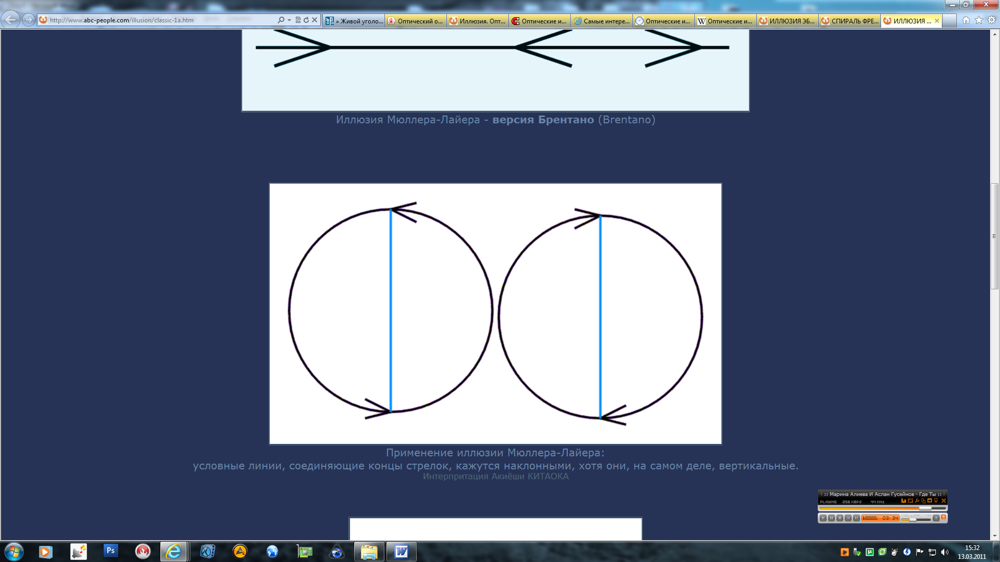 http://www.abc-people.com/illusion/classic-1a.htm
» Живой уголо...
Оптический о...
Иллюзия. Опт...
Оптические и...
Самые интере...
Оптические и...
Оптические и...
ИЛЛЮЗИЯ ЭБ...
СПИРАЛЬ ФРЕ...
ИЛЛЮЗИЯ ...
Иллюзия Мюллера-Лайера - версия Брентано (Brentano)
Применение иллюзии Мюллера-Лайера:
условные линии, соединяющие концы стрелок, кажутся наклонными, хотя они, на самом деле, вертикальные.
Интерпритация Акиёши КИТАОКА
:: Марина Алиева И Аслан Гусейнов - Где Ты ::
PLAYING 256 KBPS 44 KHZ
03:34 VOLUME
Ps
W
15:32
13.03.2011